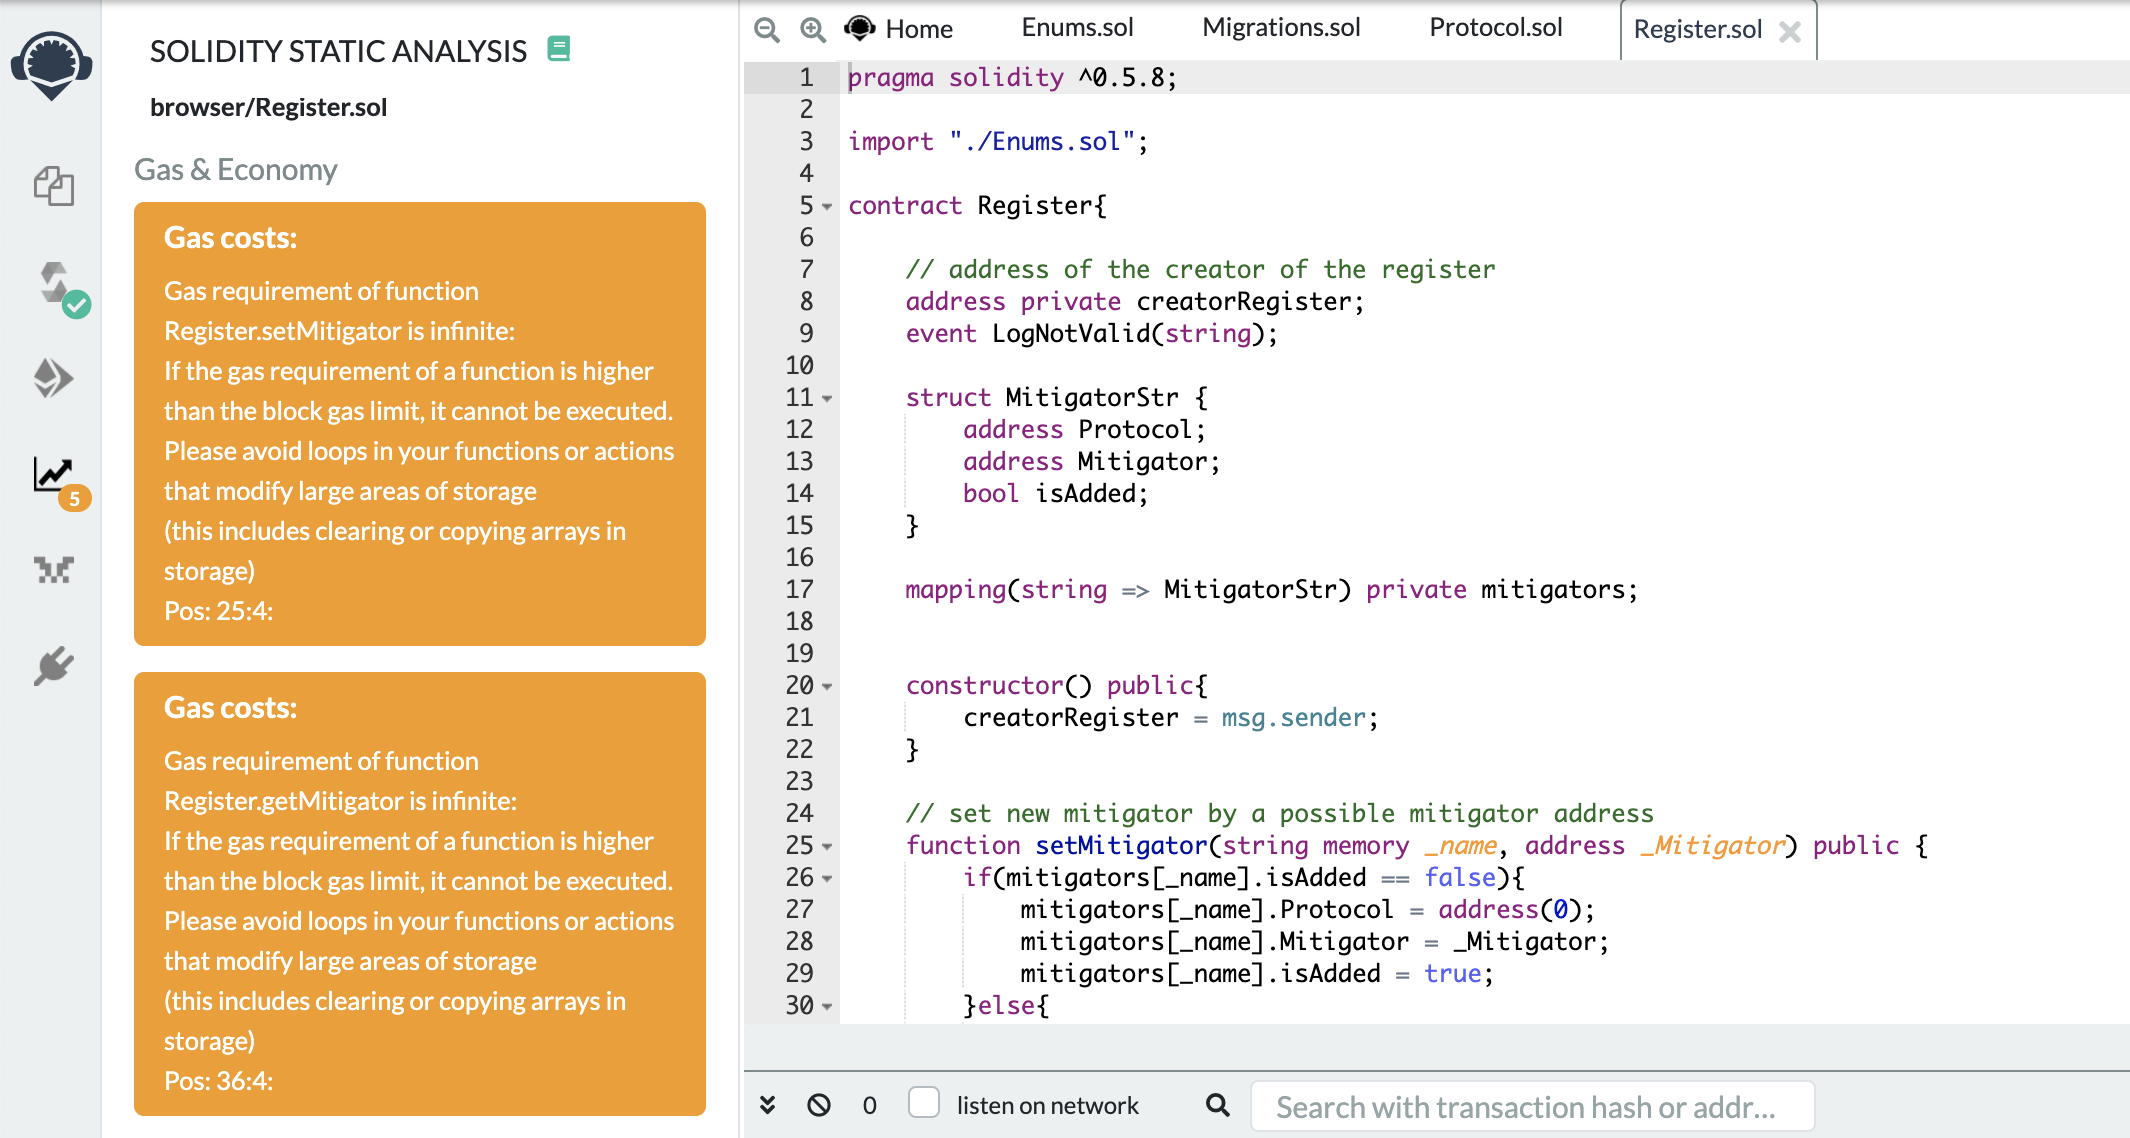 SOLIDITY STATIC ANALYSIS
browser/Register.sol
Gas & Economy
Gas costs:
Gas requirement of function
Register.setMitigator is infinite:
If the gas requirement of a function is higher
than the block gas limit, it cannot be executed.
Please avoid loops in your functions or actions
that modify large areas of storage
(this includes clearing or copying arrays in
storage)
Pos: 25:4:
Gas costs:
Gas requirement of function
Register.getMitigator is infinite:
If the gas requirement of a function is higher
than the block gas limit, it cannot be executed.
Please avoid loops in your functions or actions
that modify large areas of storage
(this includes clearing or copying arrays in
storage)
Pos: 36:4:
5
Home Enums.sol Migrations.sol Protocol.sol Register.sol
1 pragma solidity ^0.5.8;
2
3 import "./Enums.sol";
4
5 contract Register{
6
7 // address of the creator of the register
8 address private creatorRegister;
9 event LogNotValid(string);
10
11 struct MitigatorStr {
12 address Protocol;
13 address Mitigator;
14 bool isAdded;
15 }
16
17 mapping(string => MitigatorStr) private mitigators;
18
19
20 constructor() public{
21 creatorRegister = msg.sender;
22 }
23
24 // set new mitigator by a possible mitigator address
25 function setMitigator(string memory _name, address _Mitigator) public {
26 if(mitigators[_name].isAdded == false){
27 mitigators[_name].Protocol = address(0);
28 mitigators[_name].Mitigator = _Mitigator;
29 mitigators[_name].isAdded = true;
30 }else{
0 listen on network Search with transaction hash or addr...